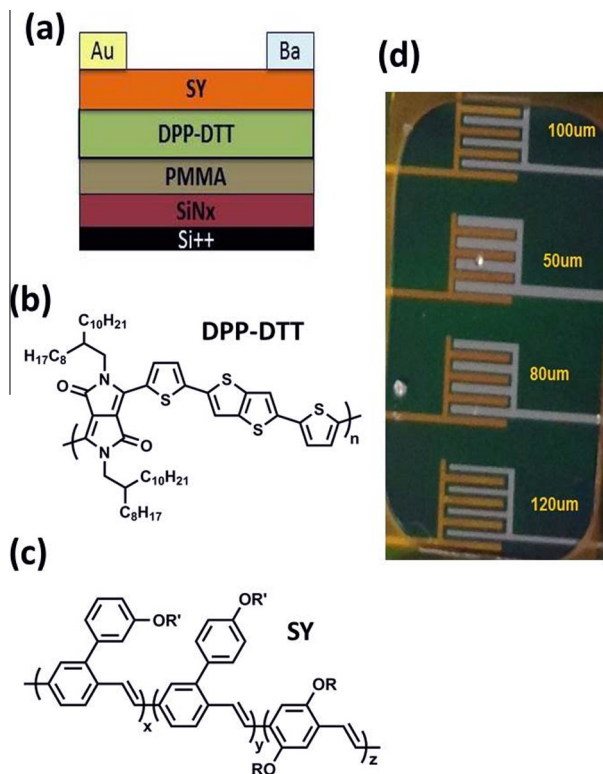 (a)
Au
Ba
SY
DPP-DTT
PMMA
SiNx
Si++
(b)
DPP-DTT
C10H21
H17C8
N
O
S
S
S
S
O
N
n
C10H21
C8H17
(c)
SY
OR'
OR'
OR
RO
x
y
z
(d)
100um
50um
80um
120um